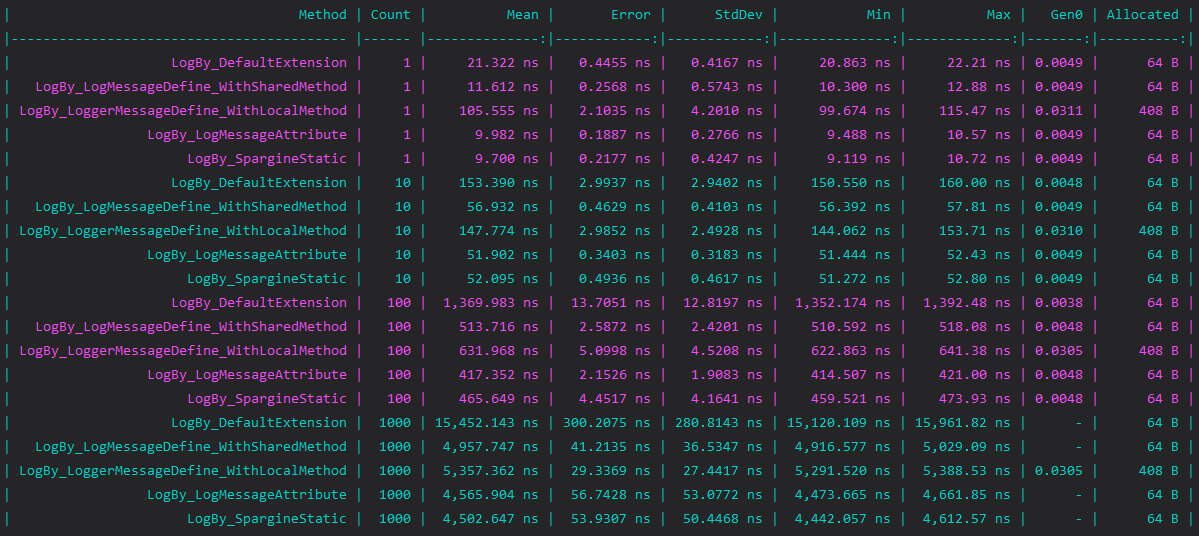 | Method | Count | Mean | Error | StdDev | Min | Max | Gen0 | Allocated |
|------------------------------------------ |------ |--------------:|------------:|------------:|--------------:|-------------:|-------:|----------:|
| LogBy_DefaultExtension | 1 | 21.322 ns | 0.4455 ns | 0.4167 ns | 20.863 ns | 22.21 ns | 0.0049 | 64 B |
| LogBy_LogMessageDefine_WithSharedMethod | 1 | 11.612 ns | 0.2568 ns | 0.5743 ns | 10.300 ns | 12.88 ns | 0.0049 | 64 B |
| LogBy_LoggerMessageDefine_WithLocalMethod | 1 | 105.555 ns | 2.1035 ns | 4.2010 ns | 99.674 ns | 115.47 ns | 0.0311 | 408 B |
| LogBy_LogMessageAttribute | 1 | 9.982 ns | 0.1887 ns | 0.2766 ns | 9.488 ns | 10.57 ns | 0.0049 | 64 B |
| LogBy_SpargineStatic | 1 | 9.700 ns | 0.2177 ns | 0.4247 ns | 9.119 ns | 10.72 ns | 0.0049 | 64 B |
| LogBy_DefaultExtension | 10 | 153.390 ns | 2.9937 ns | 2.9402 ns | 150.550 ns | 160.00 ns | 0.0048 | 64 B |
| LogBy_LogMessageDefine_WithSharedMethod | 10 | 56.932 ns | 0.4629 ns | 0.4103 ns | 56.392 ns | 57.81 ns | 0.0049 | 64 B |
| LogBy_LoggerMessageDefine_WithLocalMethod | 10 | 147.774 ns | 2.9852 ns | 2.4928 ns | 144.062 ns | 153.71 ns | 0.0310 | 408 B |
| LogBy_LogMessageAttribute | 10 | 51.902 ns | 0.3403 ns | 0.3183 ns | 51.444 ns | 52.43 ns | 0.0049 | 64 B |
| LogBy_SpargineStatic | 10 | 52.095 ns | 0.4936 ns | 0.4617 ns | 51.272 ns | 52.80 ns | 0.0049 | 64 B |
| LogBy_DefaultExtension | 100 | 1,369.983 ns | 13.7051 ns | 12.8197 ns | 1,352.174 ns | 1,392.48 ns | 0.0038 | 64 B |
| LogBy_LogMessageDefine_WithSharedMethod | 100 | 513.716 ns | 2.5872 ns | 2.4201 ns | 510.592 ns | 518.08 ns | 0.0048 | 64 B |
| LogBy_LoggerMessageDefine_WithLocalMethod | 100 | 631.968 ns | 5.0998 ns | 4.5208 ns | 622.863 ns | 641.38 ns | 0.0305 | 408 B |
| LogBy_LogMessageAttribute | 100 | 417.352 ns | 2.1526 ns | 1.9083 ns | 414.507 ns | 421.00 ns | 0.0048 | 64 B |
| LogBy_SpargineStatic | 100 | 465.649 ns | 4.4517 ns | 4.1641 ns | 459.521 ns | 473.93 ns | 0.0048 | 64 B |
| LogBy_DefaultExtension | 1000 | 15,452.143 ns | 300.2075 ns | 280.8143 ns | 15,120.109 ns | 15,961.82 ns | - | 64 B |
| LogBy_LogMessageDefine_WithSharedMethod | 1000 | 4,957.747 ns | 41.2135 ns | 36.5347 ns | 4,916.577 ns | 5,029.09 ns | - | 64 B |
| LogBy_LoggerMessageDefine_WithLocalMethod | 1000 | 5,357.362 ns | 29.3369 ns | 27.4417 ns | 5,291.520 ns | 5,388.53 ns | 0.0305 | 408 B |
| LogBy_LogMessageAttribute | 1000 | 4,565.904 ns | 56.7428 ns | 53.0772 ns | 4,473.665 ns | 4,661.85 ns | - | 64 B |
| LogBy_SpargineStatic | 1000 | 4,502.647 ns | 53.9307 ns | 50.4468 ns | 4,442.057 ns | 4,612.57 ns | - | 64 B |